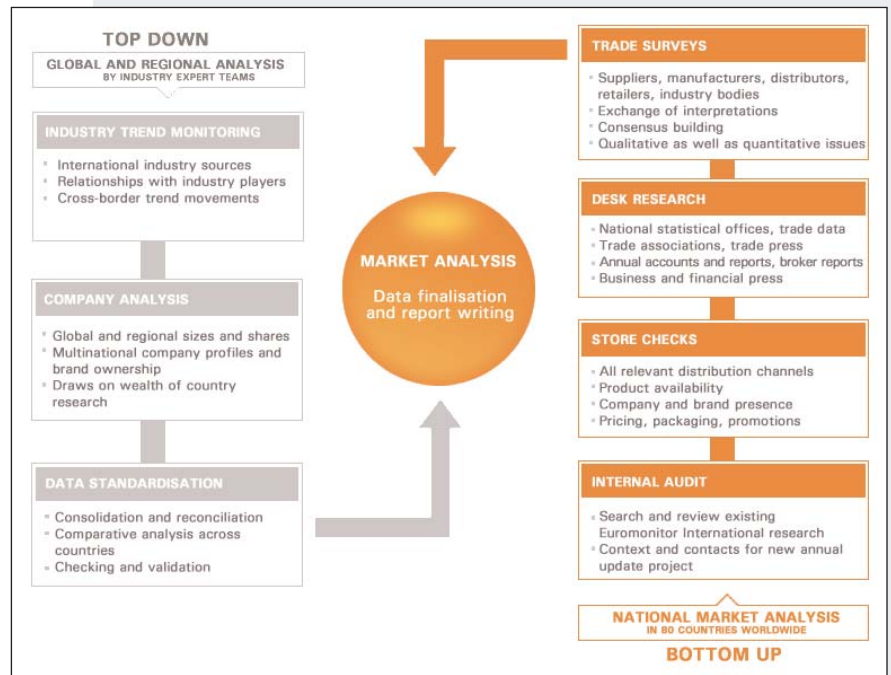 TOP DOWN
GLOBAL AND REGIONAL ANALYSIS
BY INDUSTRY EXPERT TEAMS
INDUSTRY TREND MONITORING
International industry sources
Relationships with industry players
Cross-border trend movements
COMPANY ANALYSIS
Global and regional sizes and shares
Multinational company profiles and
brand ownership
Draws on wealth of country
research
DATA STANDARDISATION
Consolidation and reconciliation
Comparative analysis across
countries
Checking and validation
MARKET ANALYSIS
Data finalisation
and report writing
TRADE SURVEYS
Suppliers, manufacturers, distributors,
retailers, industry bodies
Exchange of interpretations
Consensus building
Qualitative as well as quantitative issues
DESK RESEARCH
National statistical offices, trade data
Trade associations, trade press
Annual accounts and reports, broker reports
Business and financial press
STORE CHECKS
All relevant distribution channels
Product availability
Company and brand presence
Pricing, packaging, promotions
INTERNAL AUDIT
Search and review existing
Euromonitor International research
Context and contacts for new annual
update project
NATIONAL MARKET ANALYSIS
IN 80 COUNTRIES WORLDWIDE
BOTTOM UP